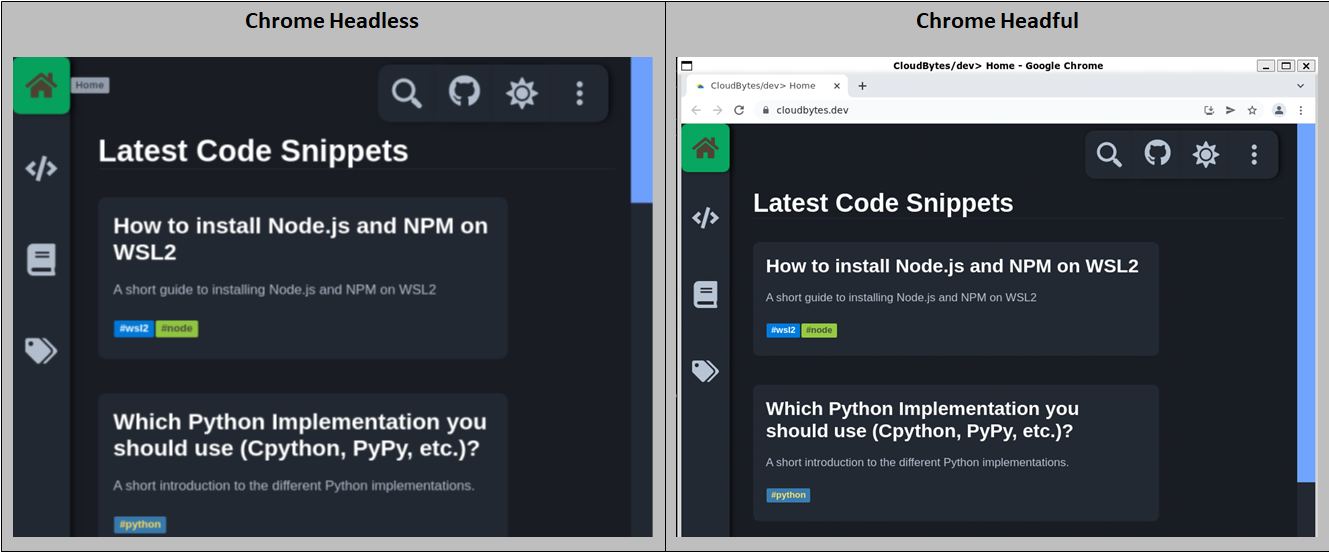 Chrome Headless
Home
Latest Code Snippets
How to install Node.js and NPM on
WSL2
A short guide to installing Node.js and NPM on WSL2
#wsl2 #node
Which Python Implementation you
should use (Cpython, PyPy, etc.)?
A short introduction to the different Python implementations.
#python
Chrome Headful
CloudBytes/dev> Home - Google Chrome
CloudBytes/dev> Home
cloudbytes.dev
Latest Code Snippets
How to install Node.js and NPM on WSL2
A short guide to installing Node.js and NPM on WSL2
#wsl2 #node
Which Python Implementation you
should use (Cpython, PyPy, etc.)?
A short introduction to the different Python implementations.
#python